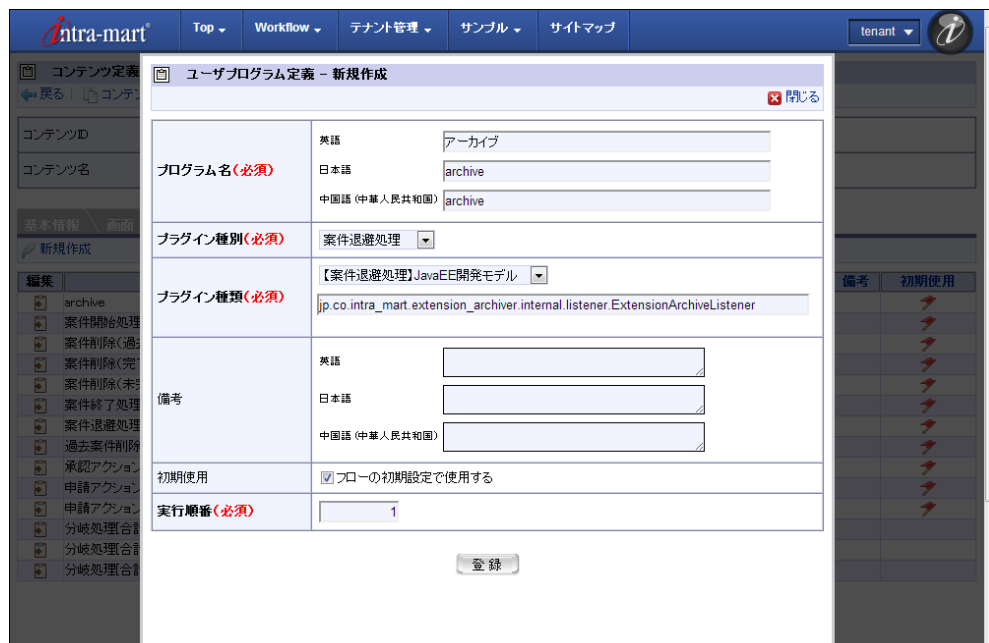 intra-mart®
Top
Workflow
テナント管理
サンプル
サイトマップ
tenant
コンテンツ定義
戻る
コンテン
コンテンツID
コンテンツ名
基本情報
画面
新規作成
編集
備考
初期使用
archive
案件開始処理
案件削除(過
案件削除(完
案件削除(未
案件終了処理
案件退避処理
過去案件削除
承認アクション
申請アクション
申請アクション
分岐処理[合
分岐処理[合
分岐処理[合
ユーザプログラム定義 – 新規作成
閉じる
プログラム名(必須)
英語
アーカイブ
日本語
archive
中国語 (中華人民共和国)
archive
プラグイン種別(必須)
案件退避処理
プラグイン種類(必須)
【案件退避処理】JavaEE開発モデル
jp.co.intra_mart.extension_archiver.internal.listener.ExtensionArchiveListener
備考
英語
日本語
中国語 (中華人民共和国)
初期使用
フローの初期設定で使用する
実行順番(必須)
1
登録